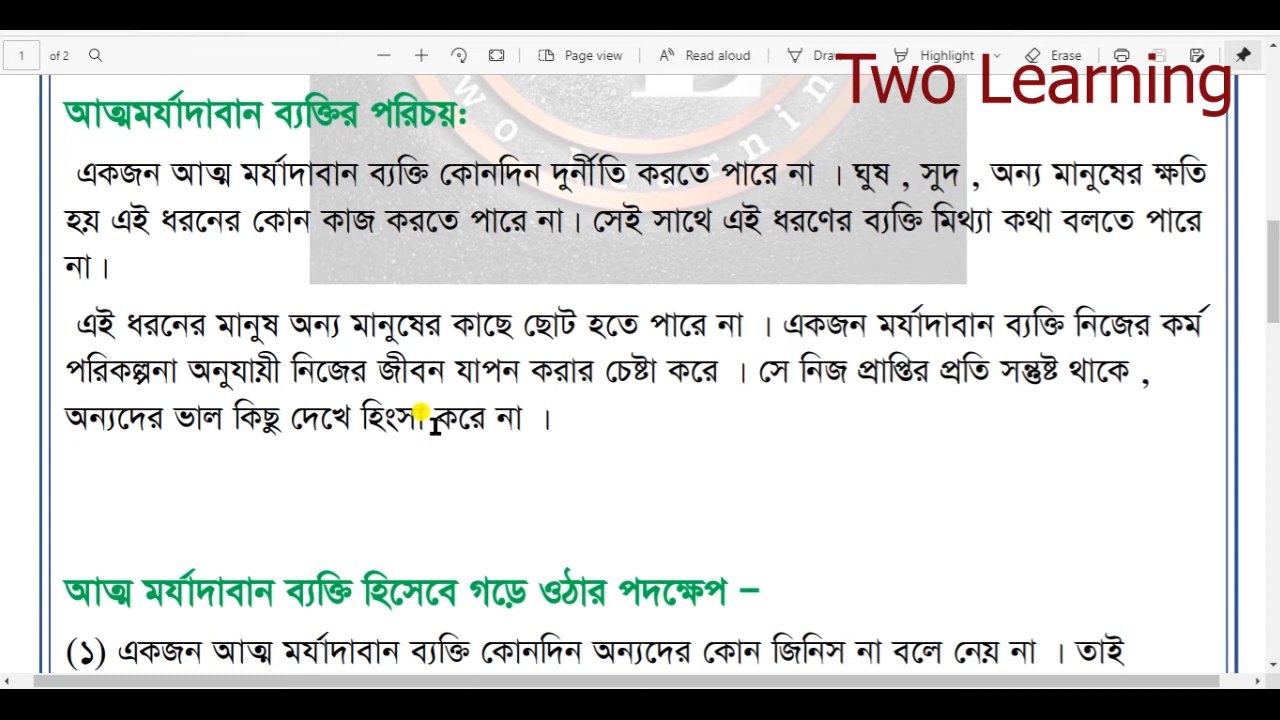 1 of 2 Page view Read aloud Draw Highlight Erase
Two Learning
আত্মমর্যাদাবান ব্যক্তির পরিচয়:
একজন আত্ম মর্যাদাবান ব্যক্তি কোনদিন দুর্নীতি করতে পারে না । ঘুষ , সুদ , অন্য মানুষের ক্ষতি
হয় এই ধরনের কোন কাজ করতে পারে না। সেই সাথে এই ধরণের ব্যক্তি মিথ্যা কথা বলতে পারে
না।
এই ধরনের মানুষ অন্য মানুষের কাছে ছোট হতে পারে না । একজন মর্যাদাবান ব্যক্তি নিজের কর্ম
পরিকল্পনা অনুযায়ী নিজের জীবন যাপন করার চেষ্টা করে । সে নিজ প্রাপ্তির প্রতি সন্তুষ্ট থাকে ,
অন্যদের ভাল কিছু দেখে হিংসা করে না ।
আত্ম মর্যাদাবান ব্যক্তি হিসেবে গড়ে ওঠার পদক্ষেপ –
(১) একজন আত্ম মর্যাদাবান ব্যক্তি কোনদিন অন্যদের কোন জিনিস না বলে নেয় না । তাই